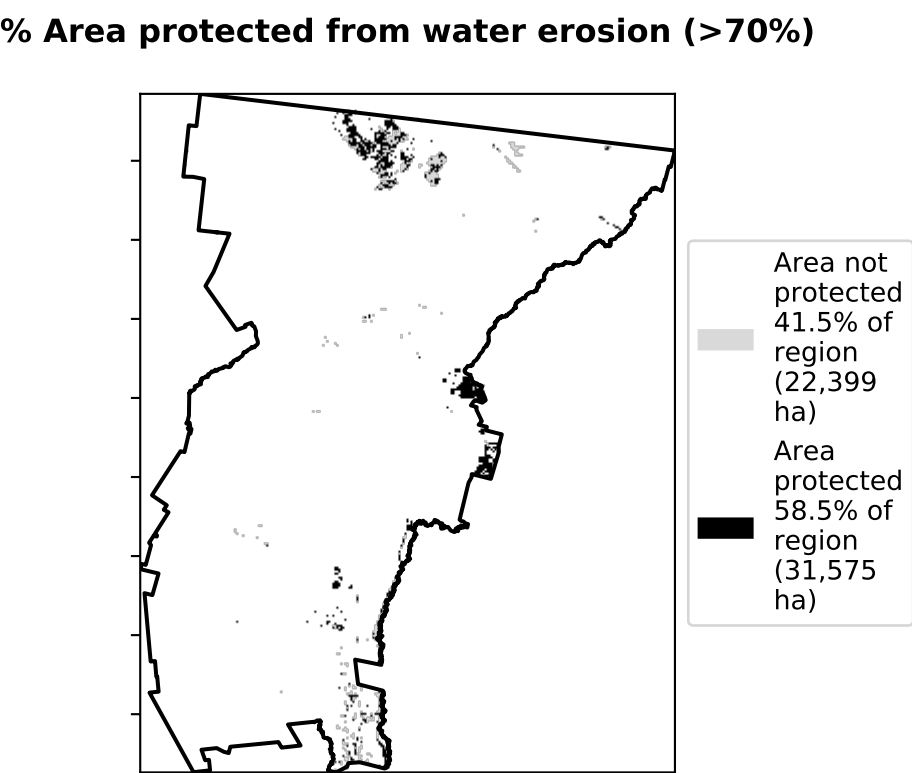 % Area protected from water erosion (>70%)
Area not
protected
41.5% of
region
(22,399
ha)
Area
protected
58.5% of
region
(31,575
ha)